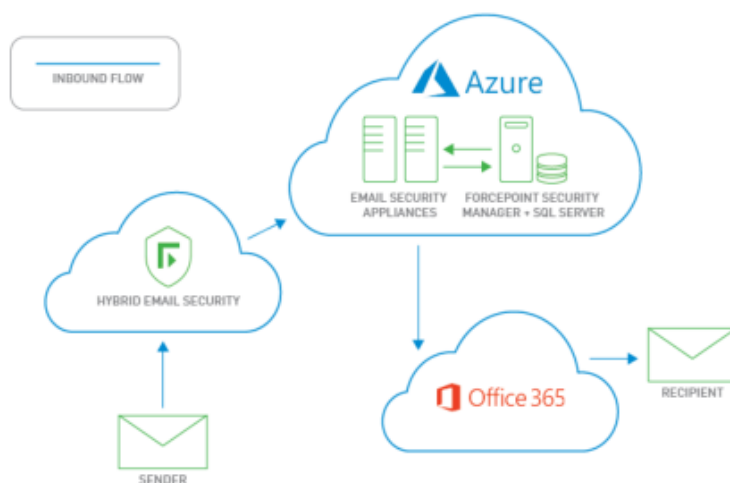 INBOUND FLOW
Azure
EMAIL SECURITY
APPLIANCES
FORCEPOINT SECURITY
MANAGER + SQL SERVER
HYBRID EMAIL SECURITY
Office 365
RECIPIENT
SENDER